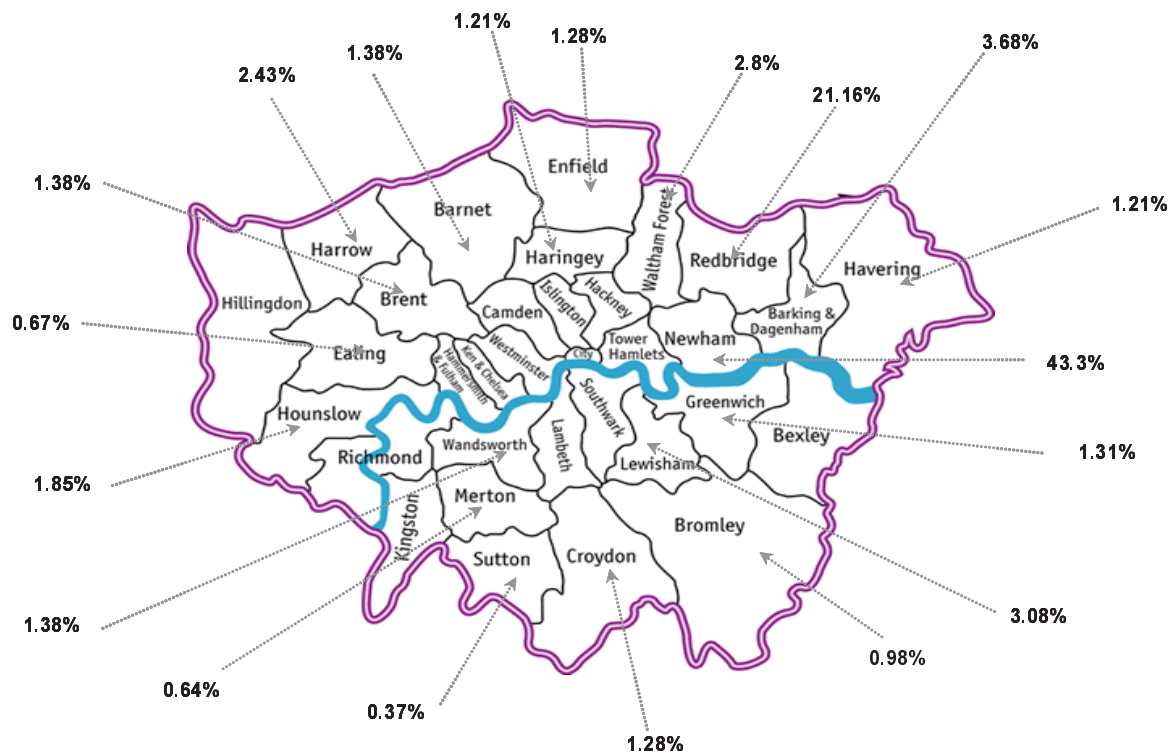 1.21%
1.28%
3.68%
1.38%
2.8%
2.43%
21.16%
Enfield
1.38%
1.21%
Barnet
Waltham Forest
Harrow
Haringey
Redbridge
Havering
Hillingdon
Brent
Islington
Hackney
Camden
Barking &
Dagenham
0.67%
Ealing
Westminster
City
Tower
Hamlets
Newham
43.3%
Ken & Chelsea
Hammersmith
& Fulham
Hounslow
Southwark
Greenwich
Bexley
Wandsworth
Lambeth
1.31%
Richmond
Lewisham
1.85%
Merton
Kingston
Bromley
Sutton
Croydon
1.38%
3.08%
0.98%
0.64%
0.37%
1.28%